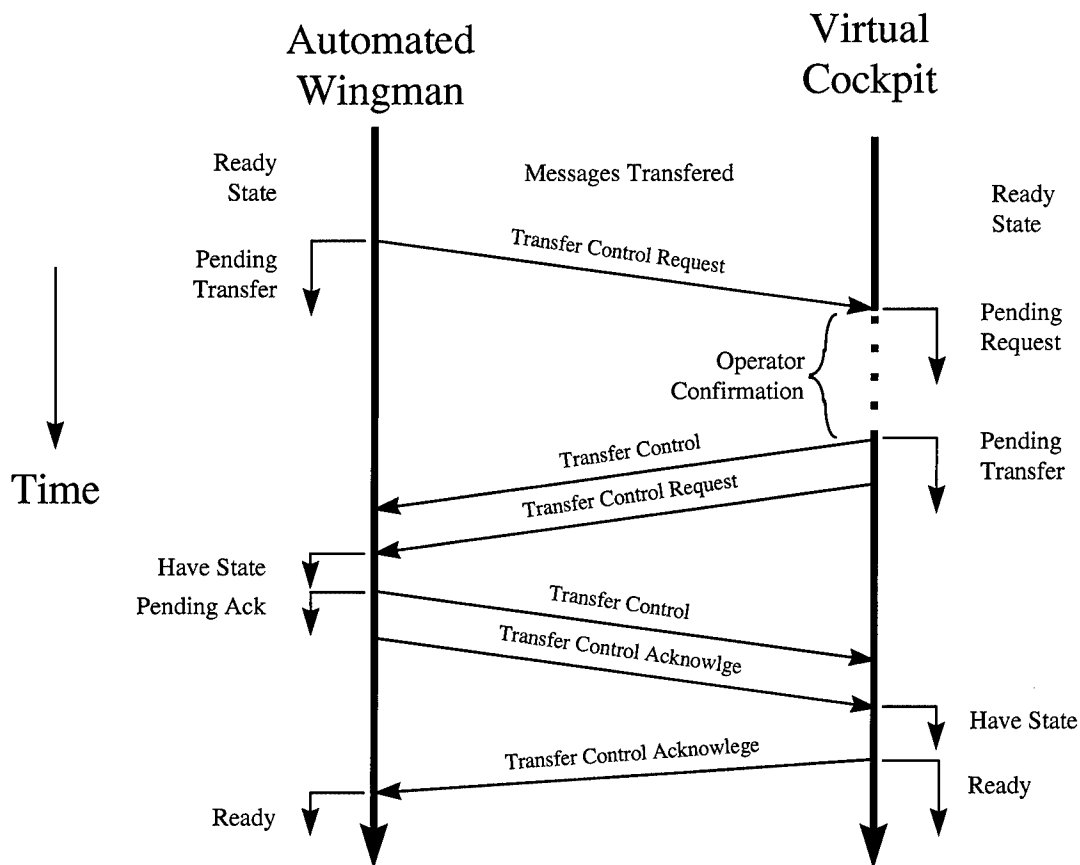 Automated
Wingman
Virtual
Cockpit
Ready
State
Messages Transfered
Ready
State
Transfer Control Request
Pending
Transfer
Pending
Request
Operator
Confirmation
Time
Transfer Control
Pending
Transfer
Transfer Control Request
Have State
Pending Ack
Transfer Control
Transfer Control Acknowlge
Have State
Transfer Control Acknowlege
Ready
Ready